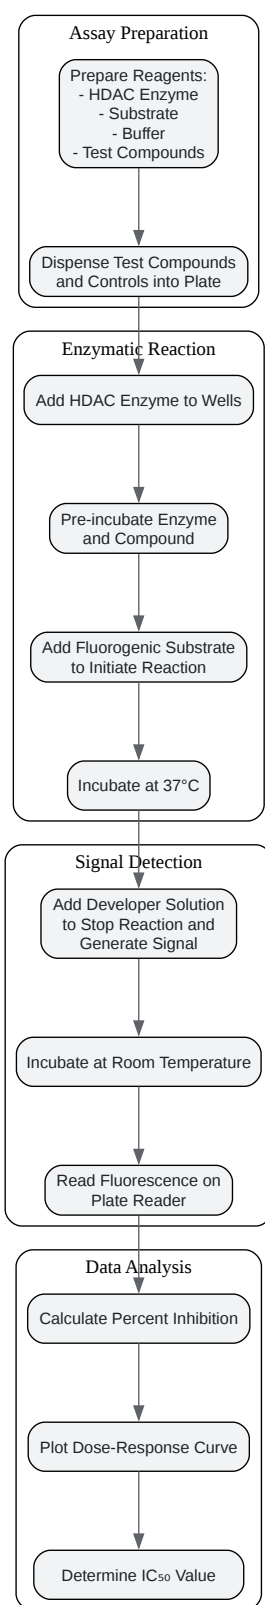 Assay Preparation
Prepare Reagents:
- HDAC Enzyme
- Substrate
- Buffer
- Test Compounds
Dispense Test Compounds
and Controls into Plate
Enzymatic Reaction
Add HDAC Enzyme to Wells
Pre-incubate Enzyme
and Compound
Add Fluorogenic Substrate
to Initiate Reaction
Incubate at 37°C
Signal Detection
Add Developer Solution
to Stop Reaction and
Generate Signal
Incubate at Room Temperature
Read Fluorescence on
Plate Reader
Data Analysis
Calculate Percent Inhibition
Plot Dose-Response Curve
Determine IC₅₀ Value